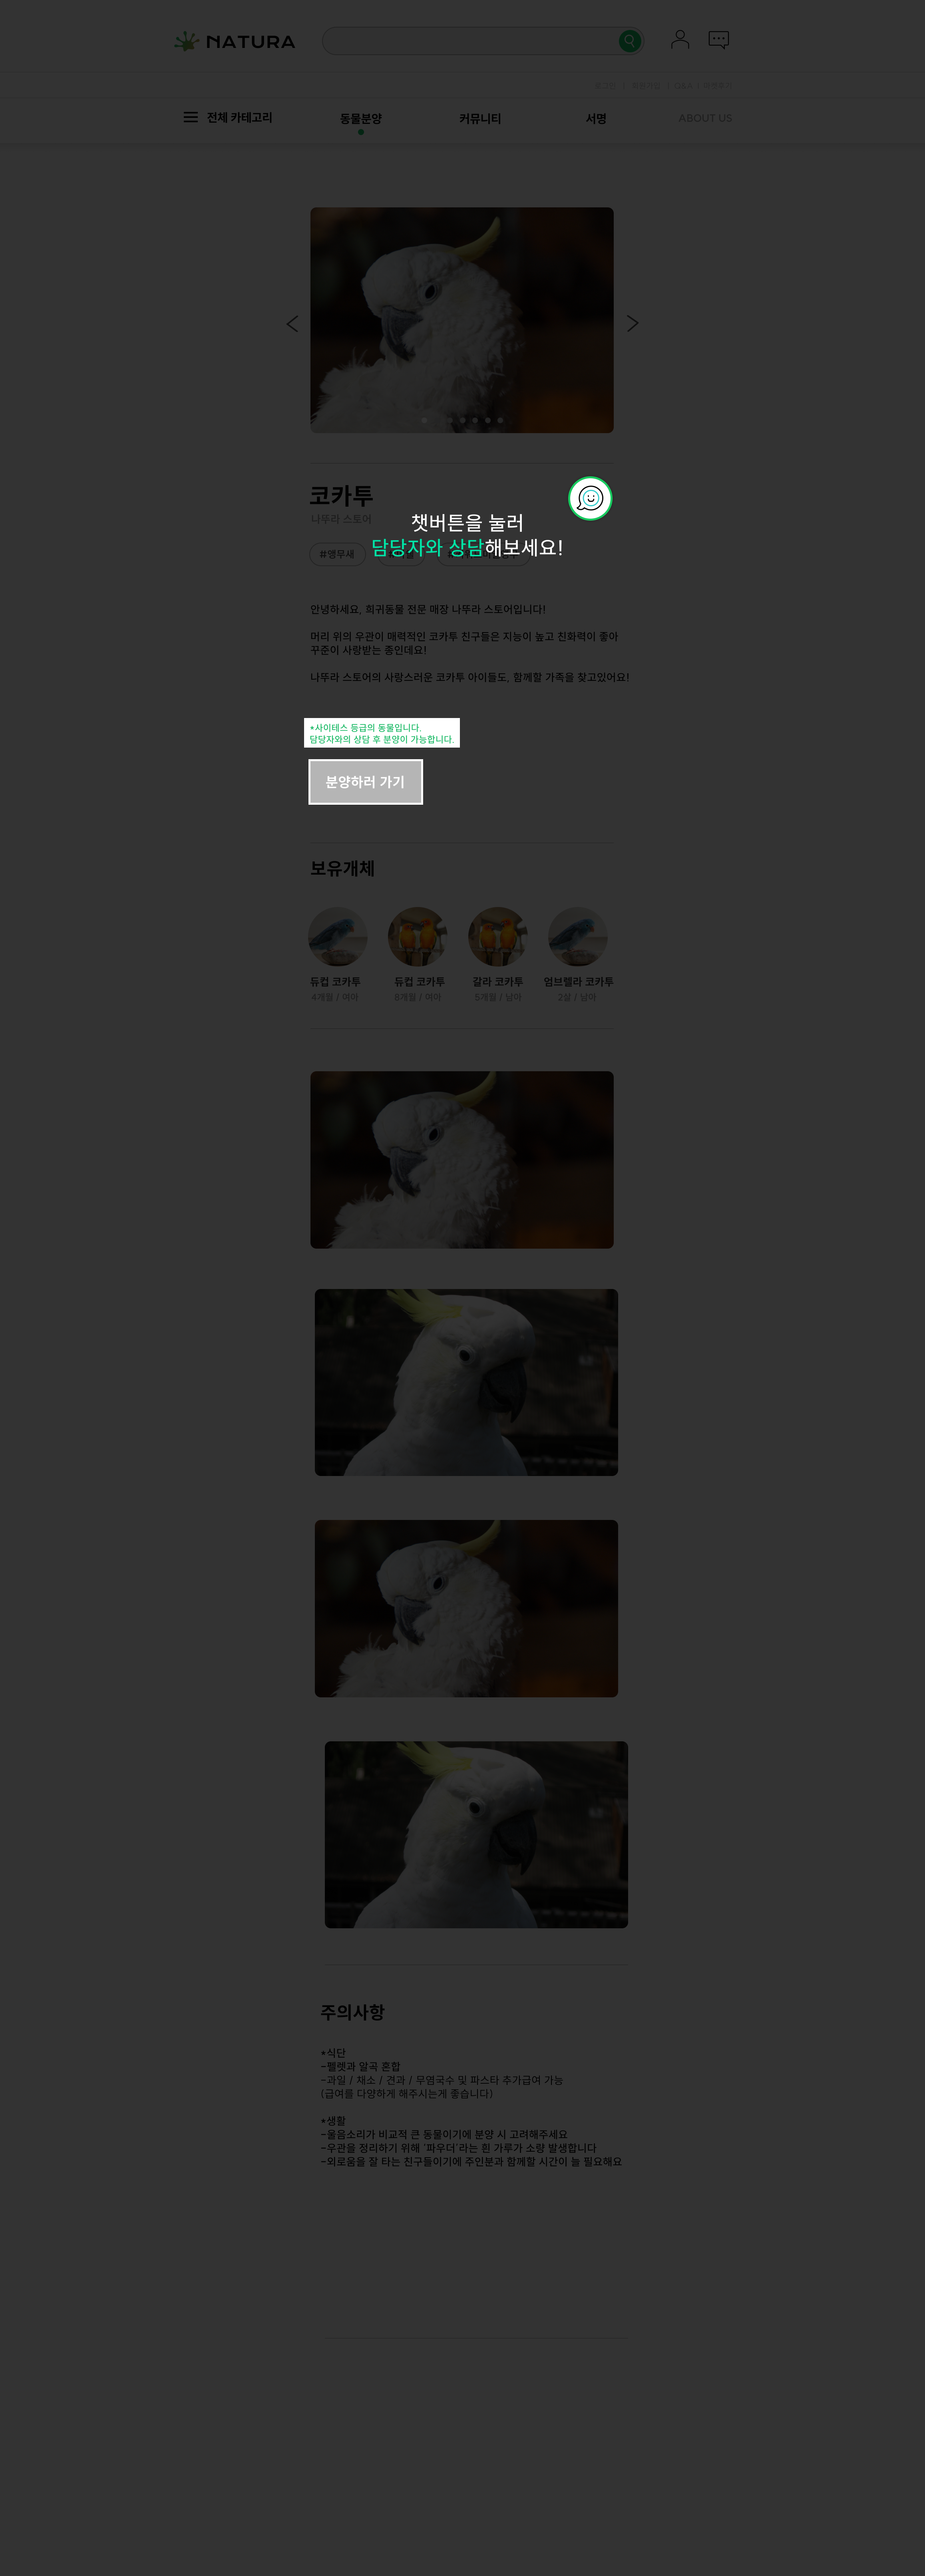 NATURA
Q&A
전체 카테고리
동물분양
커뮤니티
서명
ABOUT US
코카투
나뚜라 스토어
챗버튼을 눌러
담당자와 상담해보세요!
#앵무새
안녕하세요, 희귀동물 전문 매장 나뚜라 스토어입니다!
머리 위의 우관이 매력적인 코카투 친구들은 지능이 높고 친화력이 좋아
꾸준이 사랑받는 종인데요!
나뚜라 스토어의 사랑스러운 코카투 아이들도, 함께할 가족을 찾고있어요!
*사이테스 등급의 동물입니다.
담당자와의 상담 후 분양이 가능합니다.
분양하러 가기
보유개체
듀컵 코카투
듀컵 코카투
갈라 코카투
엄브렐라 코카투
4개월 / 여아
8개월 / 여아
5개월 / 남아
2살 / 남아
주의사항
*식단
-펠렛과 알곡 혼합
-과일 / 채소 / 견과 / 무염국수 및 파스타 추가급여 가능
(급여를 다양하게 해주시는게 좋습니다)
*생활
-울음소리가 비교적 큰 동물이기에 분양 시 고려해주세요
-우관을 정리하기 위해 '파우더'라는 흰 가루가 소량 발생합니다
-외로움을 잘 타는 친구들이기에 주인분과 함께할 시간이 늘 필요해요